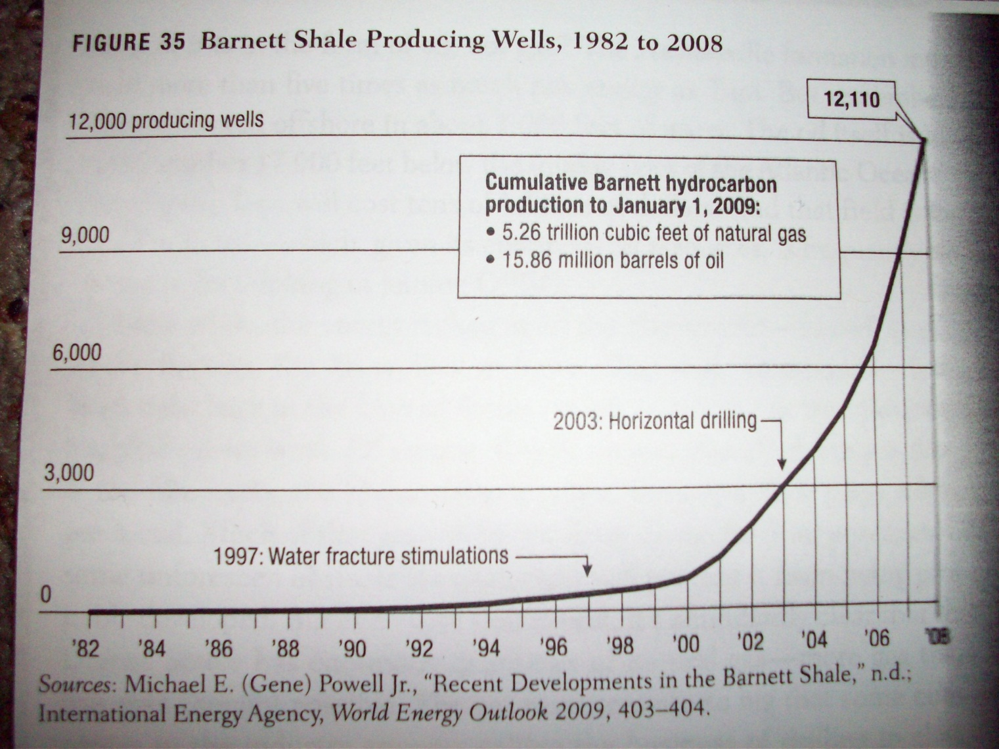 FIGURE 35 Barnett Shale Producing Wells, 1982 to 2008
12,110
12,000 producing wells
Cumulative Barnett hydrocarbon
production to January 1, 2009:
• 5.26 trillion cubic feet of natural gas
• 15.86 million barrels of oil
9,000
6,000
2003: Horizontal drilling
3,000
1997: Water fracture stimulations
0
'82 '84 '86 '88 '90 '92 '94 '96 '98 '00 '02 '04 '06 '08
Sources: Michael E. (Gene) Powell Jr., “Recent Developments in the Barnett Shale,” n.d.;
International Energy Agency, World Energy Outlook 2009, 403–404.